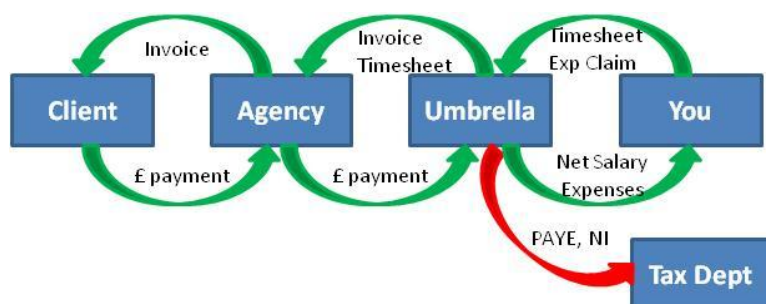 Invoice
Invoice
Timesheet
Timesheet
Exp Claim
Client
Agency
Umbrella
You
£ payment
£ payment
Net Salary
Expenses
PAYE, NI
Tax Dept